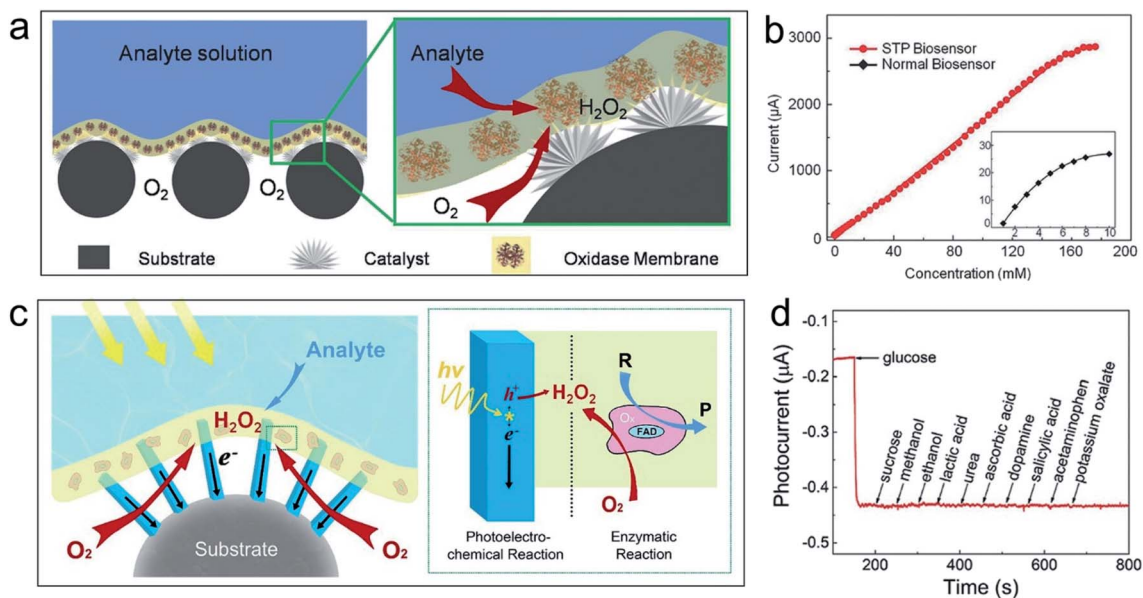 a
Analyte solution
O₂
O₂
Analyte
H₂O₂
O₂
Substrate
Catalyst
Oxidase Membrane
b
3000
2000
1000
0
Current (μA)
STP Biosensor
Normal Biosensor
30
20
10
0
2
4
6
8
10
0
40
80
120
160
200
Concentration (mM)
c
Analyte
H₂O₂
e⁻
O₂
O₂
Substrate
hv
h⁺
e⁻
H₂O₂
R
P
Oₓ
FAD
O₂
Photoelectro-
chemical Reaction
Enzymatic
Reaction
d
-0.1
-0.2
-0.3
-0.4
-0.5
Photocurrent (μA)
glucose
sucrose
methanol
ethanol
lactic acid
urea
ascorbic acid
dopamine
salicylic acid
acetaminophen
potassium oxalate
200
300
400
500
600
700
800
Time (s)